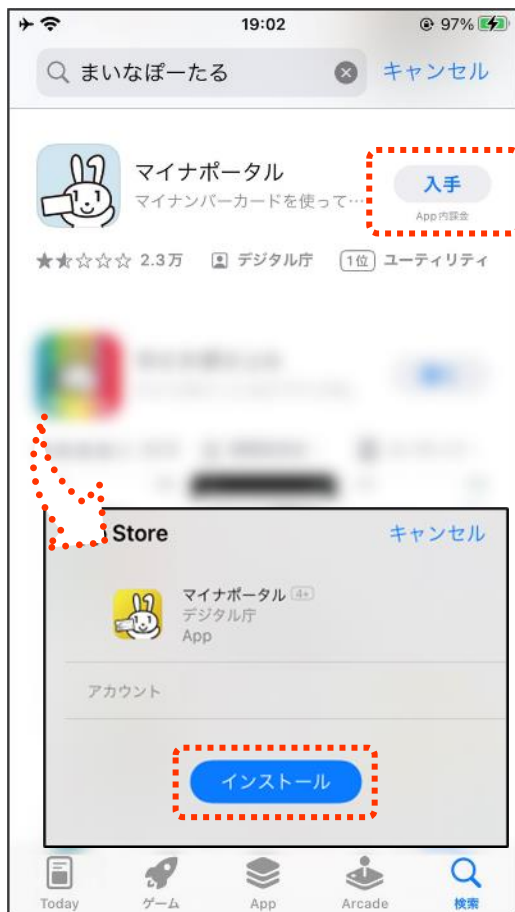 19:02
97%
まいなぽーたる
キャンセル
マイナポータル
マイナンバーカードを使って…
入手
App内課金
2.3万
デジタル庁
1位 ユーティリティ
Store
キャンセル
マイナポータル 4+
デジタル庁
App
アカウント
インストール
Today
ゲーム
App
Arcade
検索